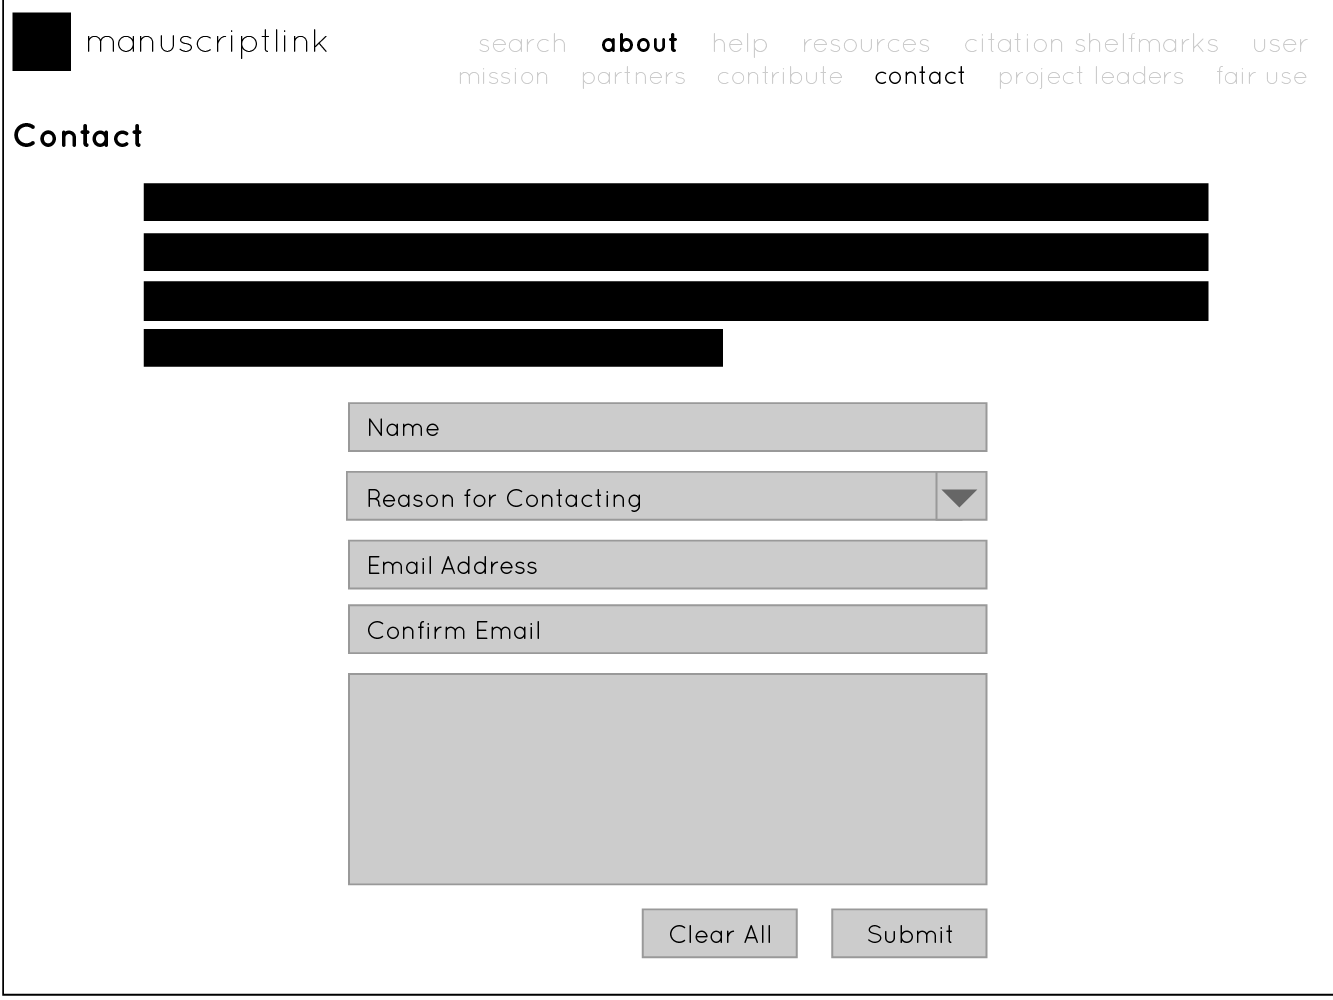 manuscriptlink
search about help resources citation shelfmarks user
mission partners contribute contact project leaders fair use
Contact
Name
Reason for Contacting
Email Address
Confirm Email
Clear All
Submit